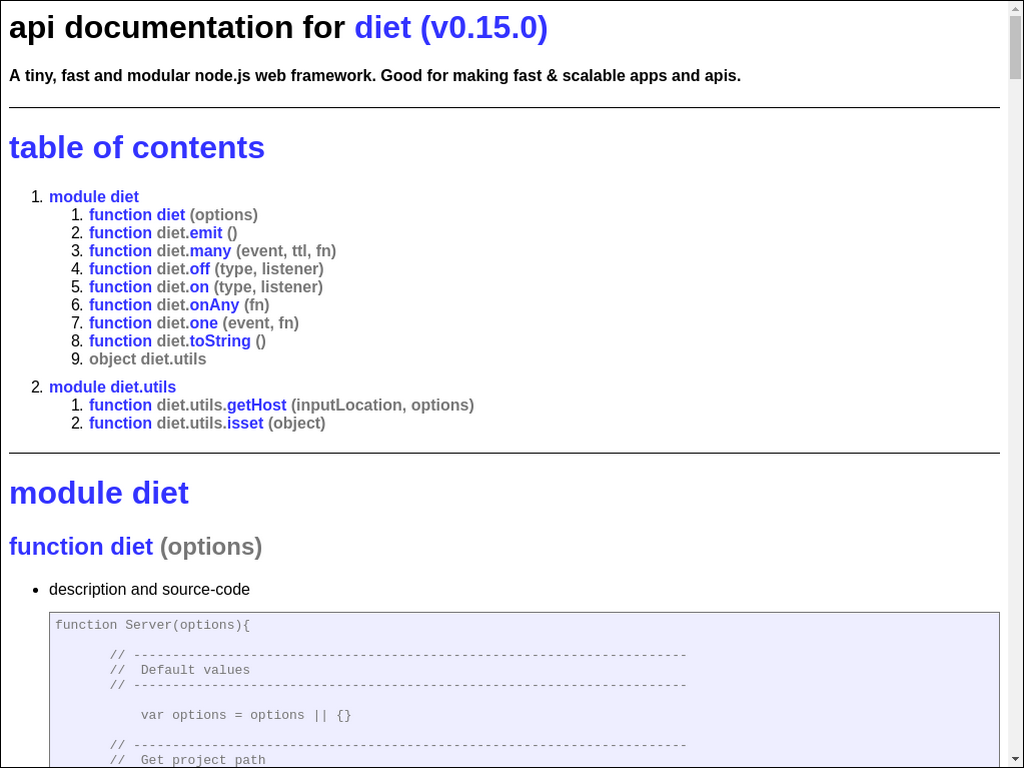 api documentation for diet (v0.15.0)
A tiny, fast and modular node.js web framework. Good for making fast & scalable apps and apis.
table of contents
1. module diet
1. function diet (options)
2. function diet.emit ()
3. function diet.many (event, ttl, fn)
4. function diet.off (type, listener)
5. function diet.on (type, listener)
6. function diet.onAny (fn)
7. function diet.one (event, fn)
8. function diet.toString ()
9. object diet.utils
2. module diet.utils
1. function diet.utils.getHost (inputLocation, options)
2. function diet.utils.isset (object)
module diet
function diet (options)
• description and source-code
function Server(options){
// -----------------------------------------------------------------------
//  Default values
// -----------------------------------------------------------------------
var options = options || {}
// -----------------------------------------------------------------------
//  Get project path